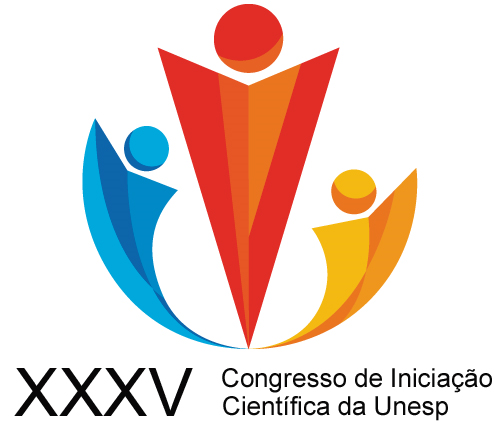 XXXV
Congresso de Iniciação
Científica da Unesp